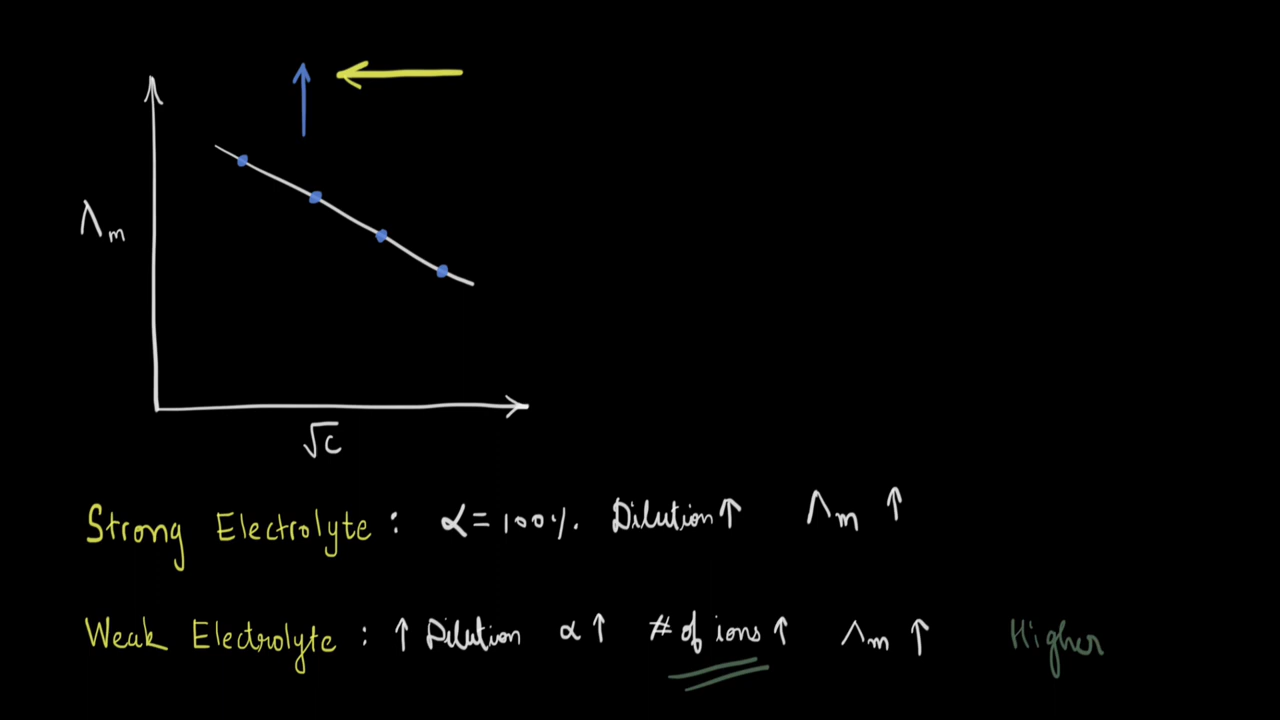 Λm
√c
Strong Electrolyte : α = 100%. Dilution ↑ Λm ↑
Weak Electrolyte : ↑ Dilution α ↑ # of ions ↑ Λm ↑ Higher